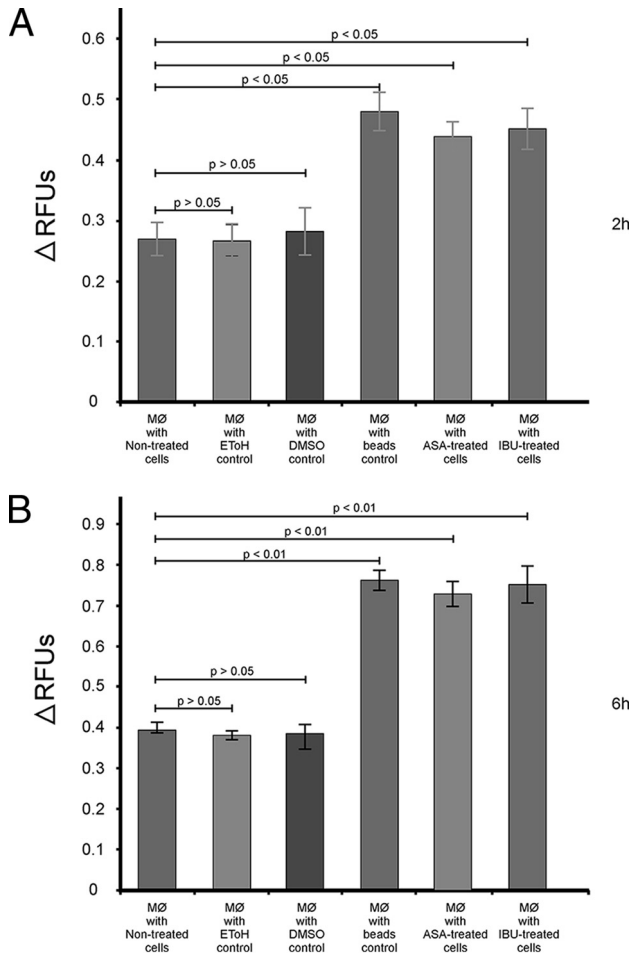 A
0.6
p < 0.05
p < 0.05
p < 0.05
0.5
0.4
p > 0.05
0.3
p > 0.05
0.2
0.1
0
△ RFUs
2h
MØ with Non-treated cells
MØ with EToH control
MØ with DMSO control
MØ with beads control
MØ with ASA-treated cells
MØ with IBU-treated cells
B
0.9
p < 0.01
p < 0.01
p < 0.01
0.8
0.7
0.6
0.5
p > 0.05
p > 0.05
0.4
0.3
0.2
0.1
0
△ RFUs
6h
MØ with Non-treated cells
MØ with EToH control
MØ with DMSO control
MØ with beads control
MØ with ASA-treated cells
MØ with IBU-treated cells